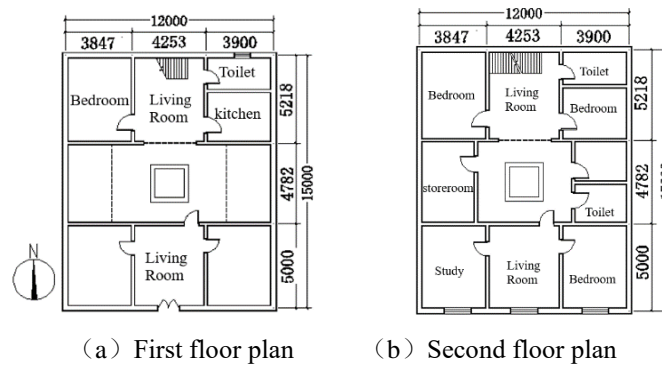 12000
3847 4253 3900
Toilet
Bedroom
Living
Room
kitchen
5218
4782
15000
5000
Living
Room
N
12000
3847 4253 3900
Toilet
Bedroom
Living
Room
Bedroom
5218
storeroom
4782
Toilet
5000
Study
Living
Room
Bedroom
(a) First floor plan
(b) Second floor plan